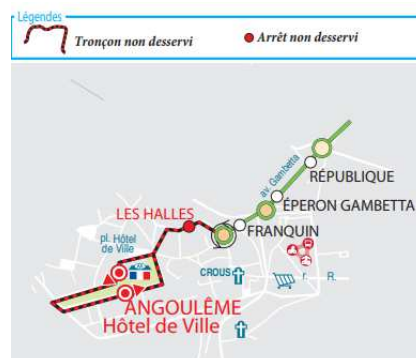 Légendes
Tronçon non desservi
Arrêt non desservi
RÉPUBLIQUE
av. Gambetta
ÉPERON GAMBETTA
LES HALLES
FRANQUIN
pl. Hôtel
de Ville
CROUS
r. R.
ANGOULÊME
Hôtel de Ville